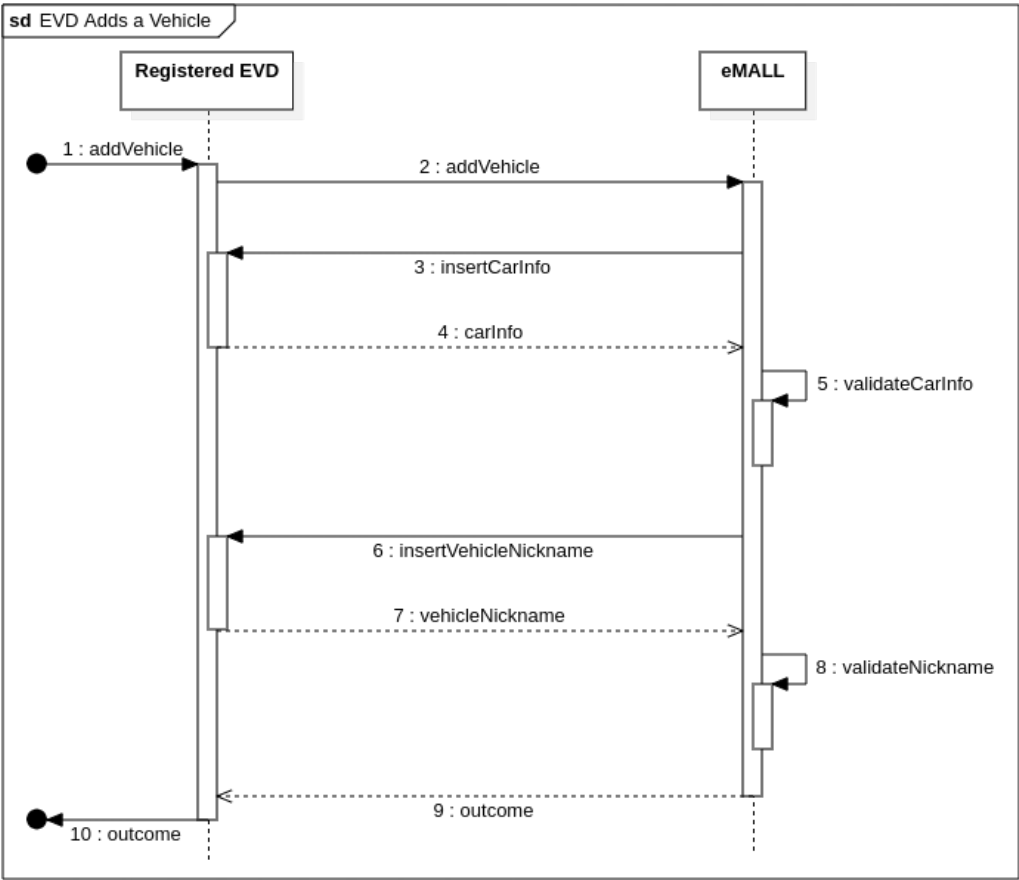 sd EVD Adds a Vehicle
Registered EVD
eMALL
1 : addVehicle
2 : addVehicle
3 : insertCarInfo
4 : carInfo
5 : validateCarInfo
6 : insertVehicleNickname
7 : vehicleNickname
8 : validateNickname
9 : outcome
10 : outcome